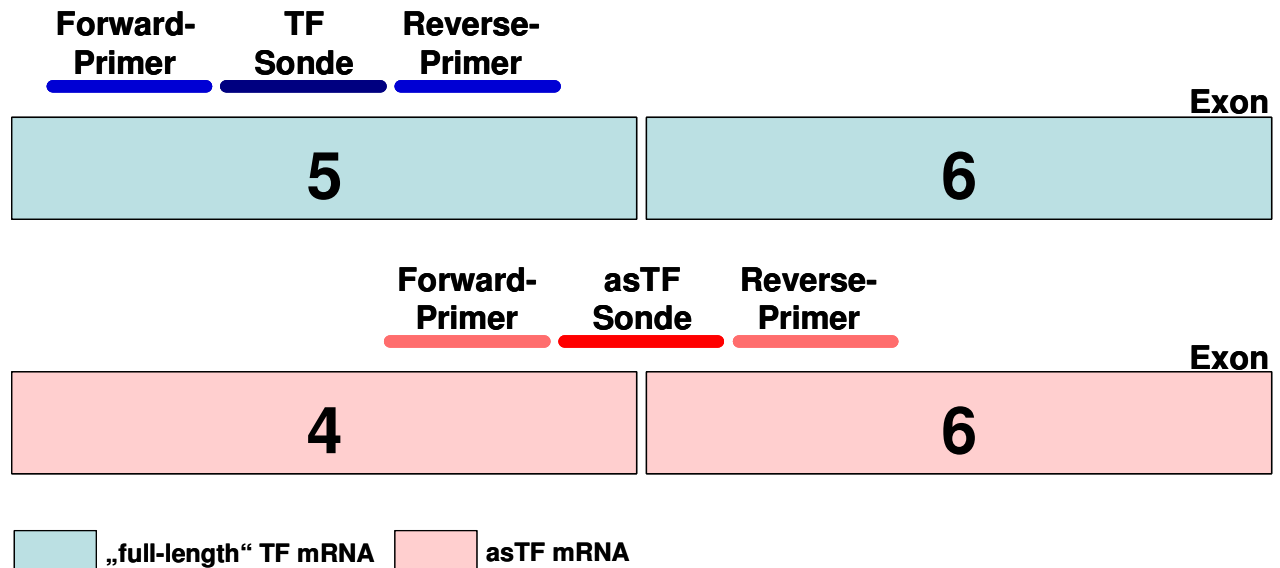 Forward-
Primer
TF
Sonde
Reverse-
Primer
Exon
5
6
Forward-
Primer
asTF
Sonde
Reverse-
Primer
Exon
4
6
„full-length“ TF mRNA
asTF mRNA